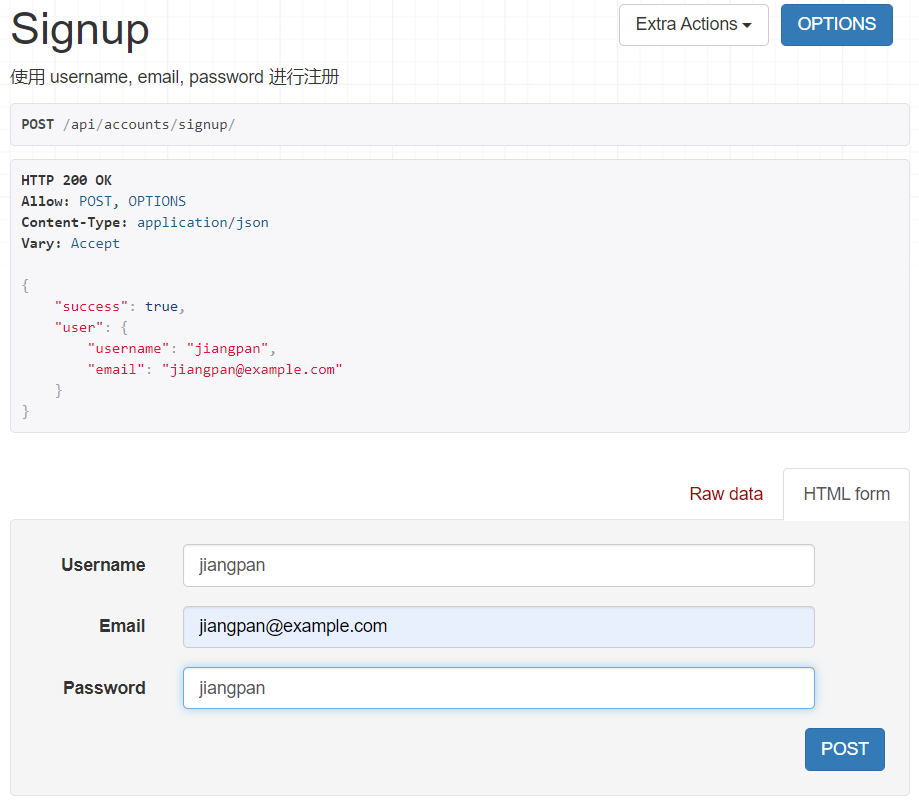 Signup
Extra Actions
OPTIONS
使用 username, email, password 进行注册
POST /api/accounts/signup/
HTTP 200 OK
Allow: POST, OPTIONS
Content-Type: application/json
Vary: Accept
{
    "success": true,
    "user": {
        "username": "jiangpan",
        "email": "jiangpan@example.com"
    }
}
Raw data
HTML form
Username jiangpan
Email jiangpan@example.com
Password jiangpan
POST